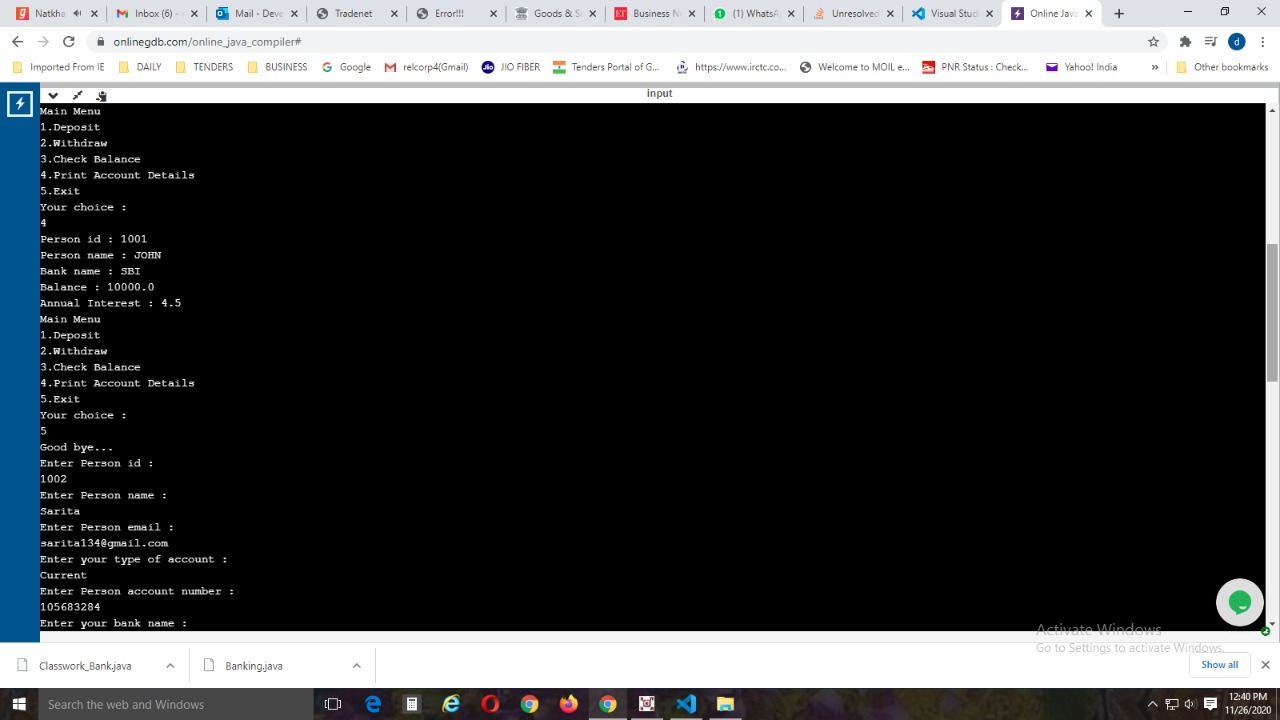 Natkha
Inbox (6) -
Mail - Deve
Tradenet
Error!!!
Goods & Se
Business N
(1) WhatsA
Unresolved
Visual Stud
Online Java
onlinegdb.com/online_java_compiler#
Imported From IE
DAILY
TENDERS
BUSINESS
Google
relcorp4(Gmail)
JIO FIBER
Tenders Portal of G...
https://www.irctc.co...
Welcome to MOIL e...
PNR Status : Check...
Yahoo! India
»
Other bookmarks
input
Main Menu
1.Deposit
2.Withdraw
3.Check Balance
4.Print Account Details
5.Exit
Your choice :
4
Person id : 1001
Person name : JOHN
Bank name : SBI
Balance : 10000.0
Annual Interest : 4.5
Main Menu
1.Deposit
2.Withdraw
3.Check Balance
4.Print Account Details
5.Exit
Your choice :
5
Good bye...
Enter Person id :
1002
Enter Person name :
Sarita
Enter Person email :
sarita134@gmail.com
Enter your type of account :
Current
Enter Person account number :
105683284
Enter your bank name :
Activate Windows
Go to Settings to activate Windows.
Classwork_Bank.java
Banking.java
Show all
Search the web and Windows
12:40 PM
11/26/2020